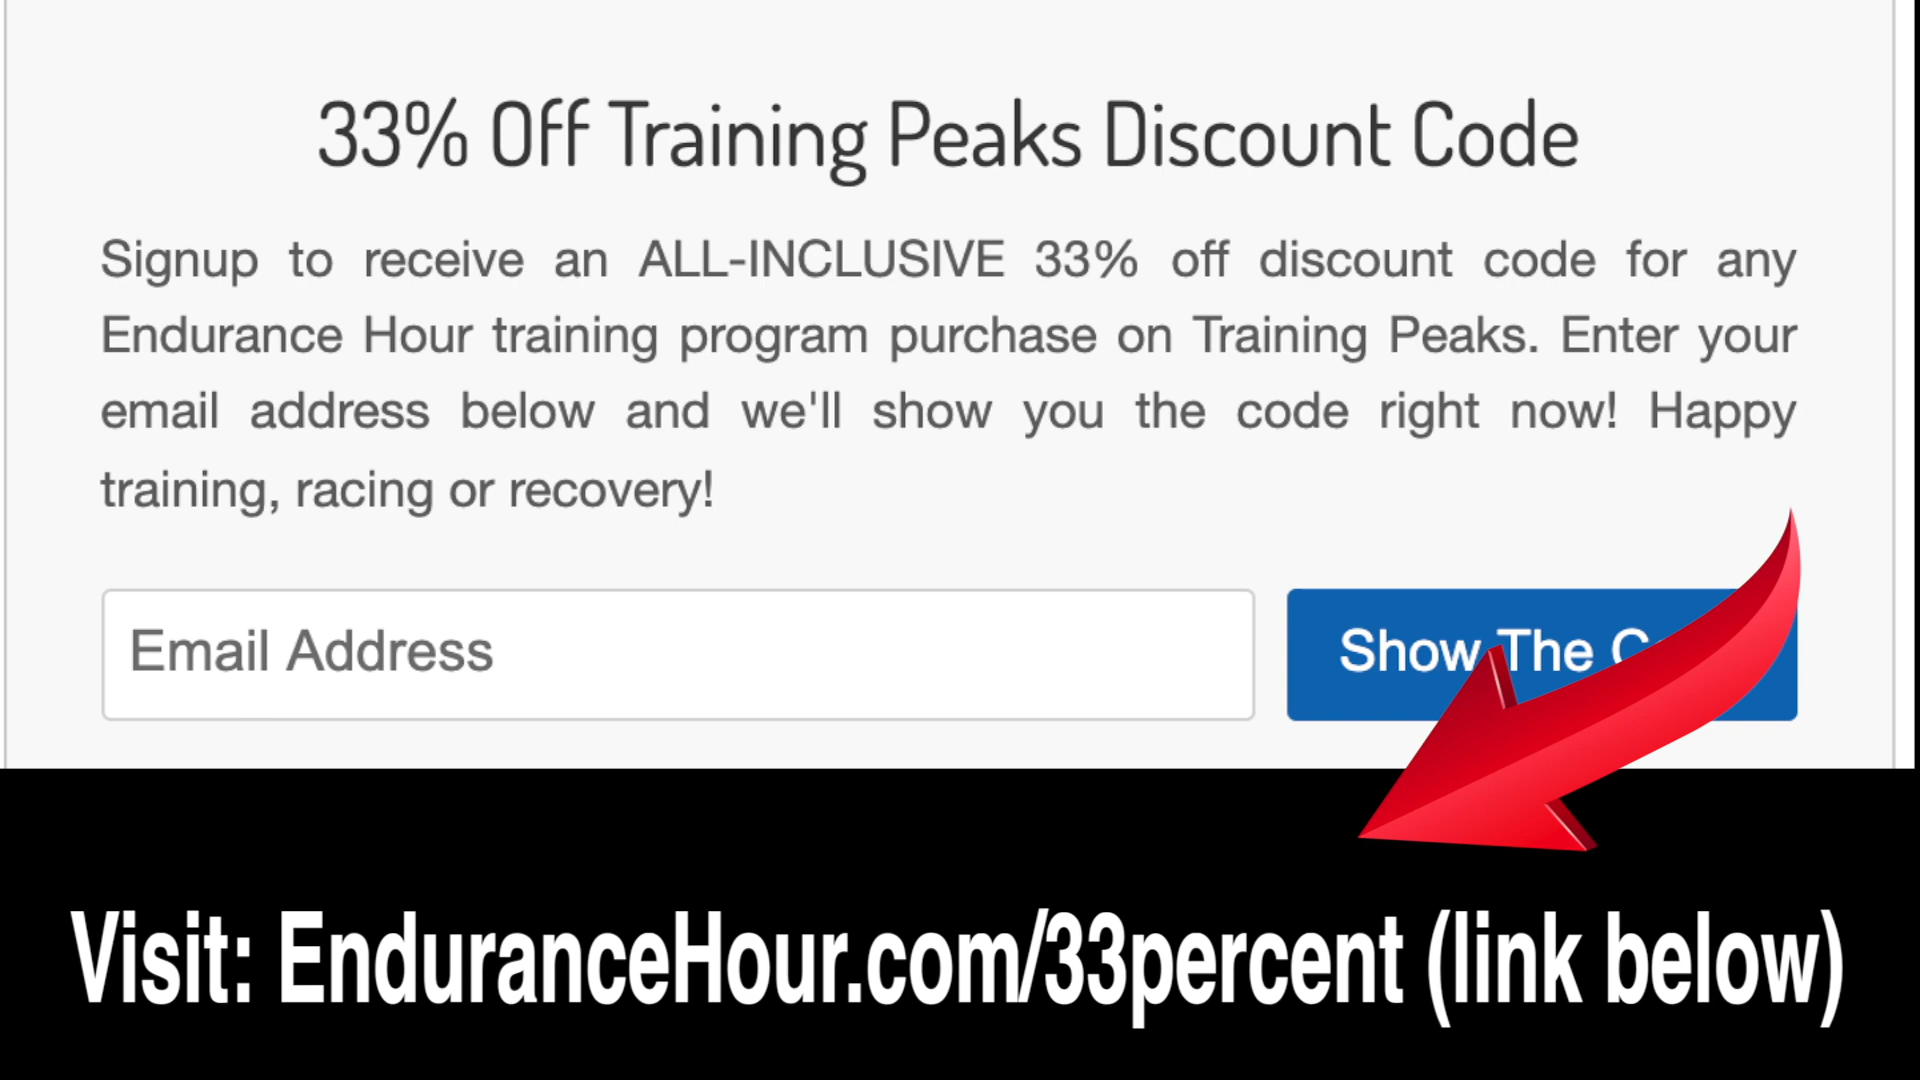 33% Off Training Peaks Discount Code
Signup to receive an ALL-INCLUSIVE 33% off discount code for any
Endurance Hour training program purchase on Training Peaks. Enter your
email address below and we'll show you the code right now! Happy
training, racing or recovery!
Email Address
Show The
Visit: EnduranceHour.com/33percent (link below)